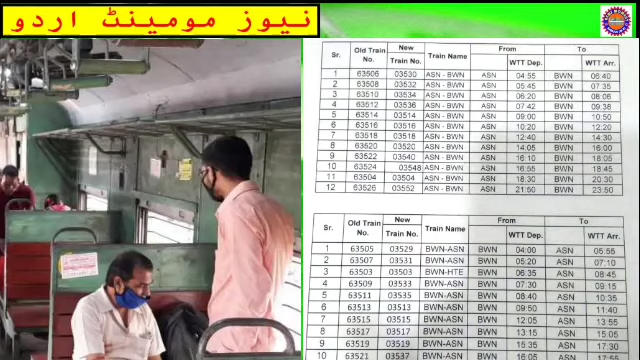 نیوز مومینٹ اردو
Sr. Old Train No. New Train No. Train Name From WTT Dep. To WTT Arr.
1 63506 03530 ASN - BWN ASN 04:55 BWN 06:40
2 63508 03532 ASN - BWN ASN 05:45 BWN 07:35
3 63510 03534 ASN - BWN ASN 06:20 BWN 08:06
4 63512 03536 ASN - BWN ASN 07:42 BWN 09:38
5 63514 03514 ASN - BWN ASN 09:00 BWN 10:50
6 63516 03516 ASN - BWN ASN 10:20 BWN 12:20
7 63518 03518 ASN - BWN ASN 12:40 BWN 14:30
8 63520 03520 ASN - BWN ASN 14:05 BWN 16:00
9 63522 03540 ASN - BWN ASN 16:10 BWN 18:05
10 63524 03548 ASN - BWN ASN 16:55 BWN 18:45
11 63504 03504 ASN - BWN ASN 18:30 BWN 20:30
12 63526 03552 ASN - BWN ASN 21:50 BWN 23:50
Sr. Old Train No. New Train No. Train Name From WTT Dep. To WTT Arr.
1 63505 03529 BWN-ASN BWN 04:00 ASN 05:55
2 63507 03531 BWN-ASN BWN 05:20 ASN 07:10
3 63503 03503 BWN-HTE BWN 06:35 ASN 08:45
4 63509 03533 BWN-ASN BWN 07:30 ASN 09:15
5 63511 03535 BWN-ASN BWN 08:40 ASN 10:35
6 63513 03513 BWN-ASN BWN 09:50 ASN 11:40
7 63515 03515 BWN-ASN BWN 12:05 ASN 13:55
8 63517 03517 BWN-ASN BWN 13:15 ASN 15:05
9 63519 03519 BWN-ASN BWN 15:35 ASN 17:30
10 63521 03537 BWN-ASN BWN 16:05 ASN